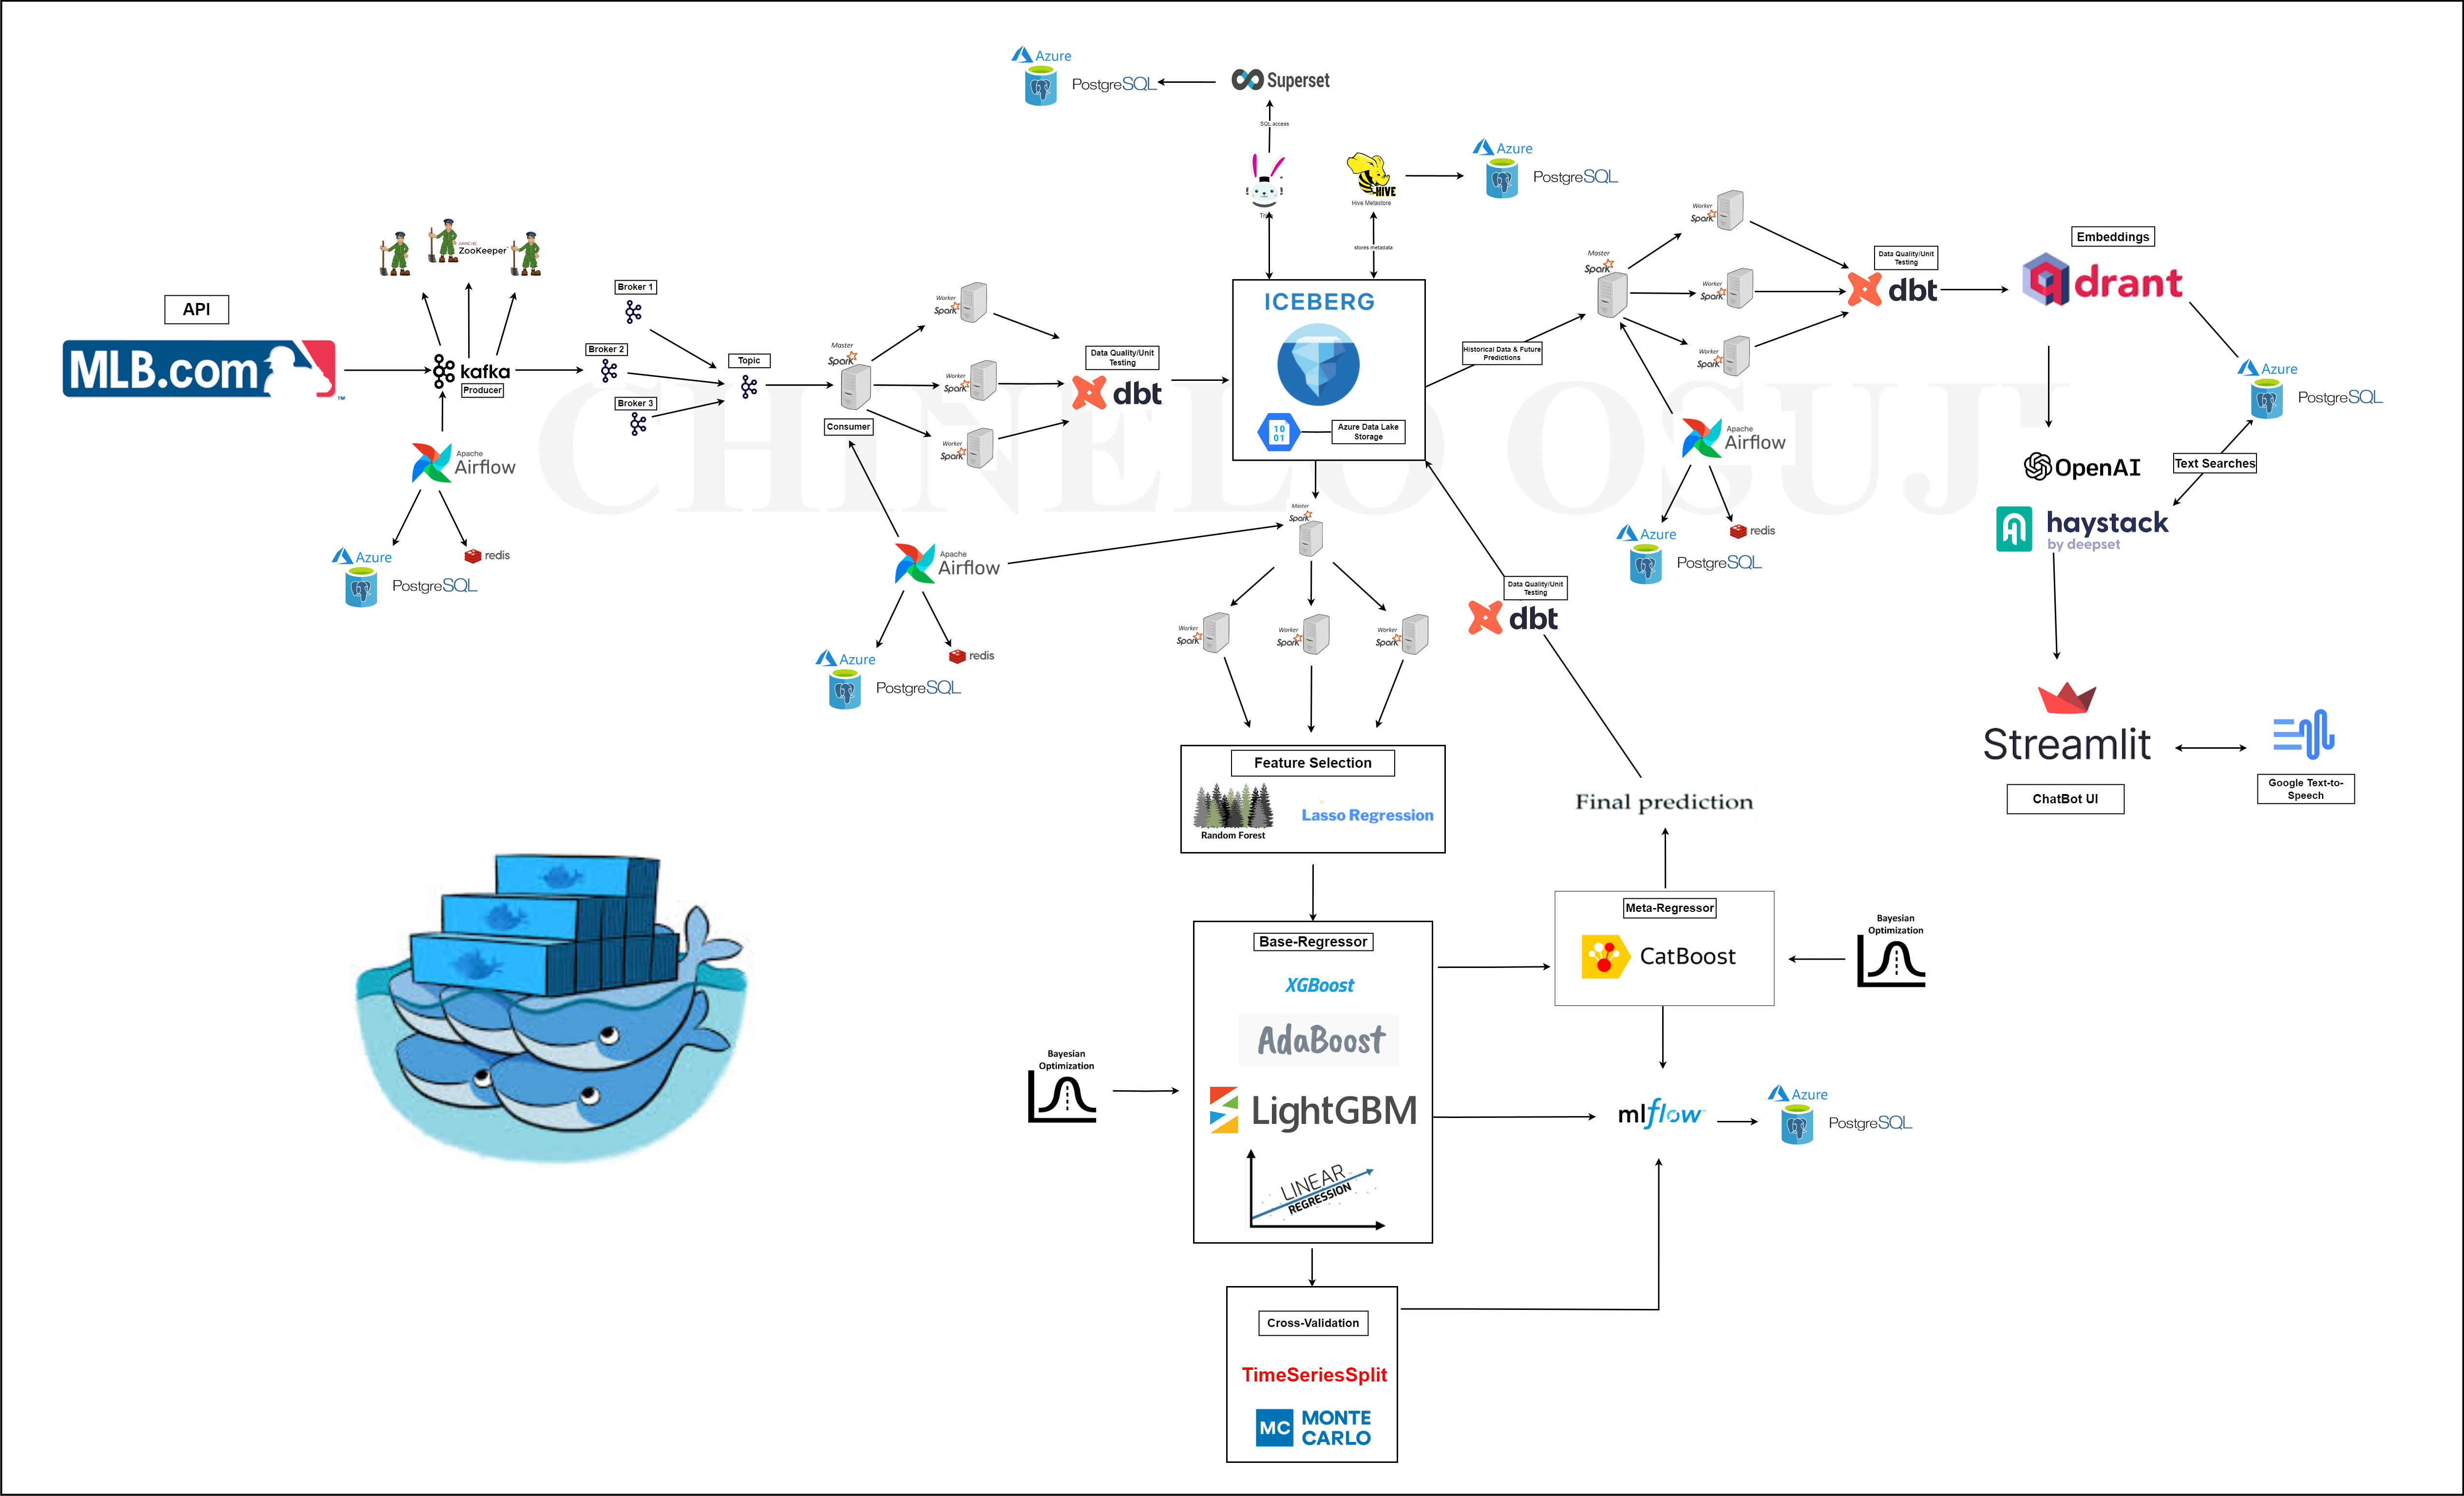 Azure
PostgreSQL
Superset
SQL access
HIVE
Hive Metastore
stores metadata
Azure
PostgreSQL
API
MLB.com
™
APACHE
ZooKeeper
kafka
Producer
Broker 1
Broker 2
Broker 3
Topic
Master
Spark
Consumer
Worker
Spark
Worker
Spark
Worker
Spark
Data Quality/Unit
Testing
dbt
ICEBERG
10
01
Azure Data Lake
Storage
Historical Data & Future
Predictions
Master
Spark
Worker
Spark
Worker
Spark
Worker
Spark
Data Quality/Unit
Testing
dbt
Embeddings
qdrant
Azure
PostgreSQL
Text Searches
OpenAI
haystack
by deepset
Streamlit
ChatBot UI
Google Text-to-
Speech
CHINELO OSUJI
Apache
Airflow
Azure
PostgreSQL
redis
Apache
Airflow
Azure
PostgreSQL
redis
Apache
Airflow
Azure
PostgreSQL
redis
Master
Spark
Worker
Spark
Worker
Spark
Worker
Spark
Data Quality/Unit
Testing
dbt
Feature Selection
Random Forest
Lasso Regression
Final prediction
Base-Regressor
XGBoost
AdaBoost
LightGBM
LINEAR
REGRESSION
Bayesian
Optimization
Meta-Regressor
CatBoost
Bayesian
Optimization
mlflow
Azure
PostgreSQL
Cross-Validation
TimeSeriesSplit
MC
MONTE
CARLO